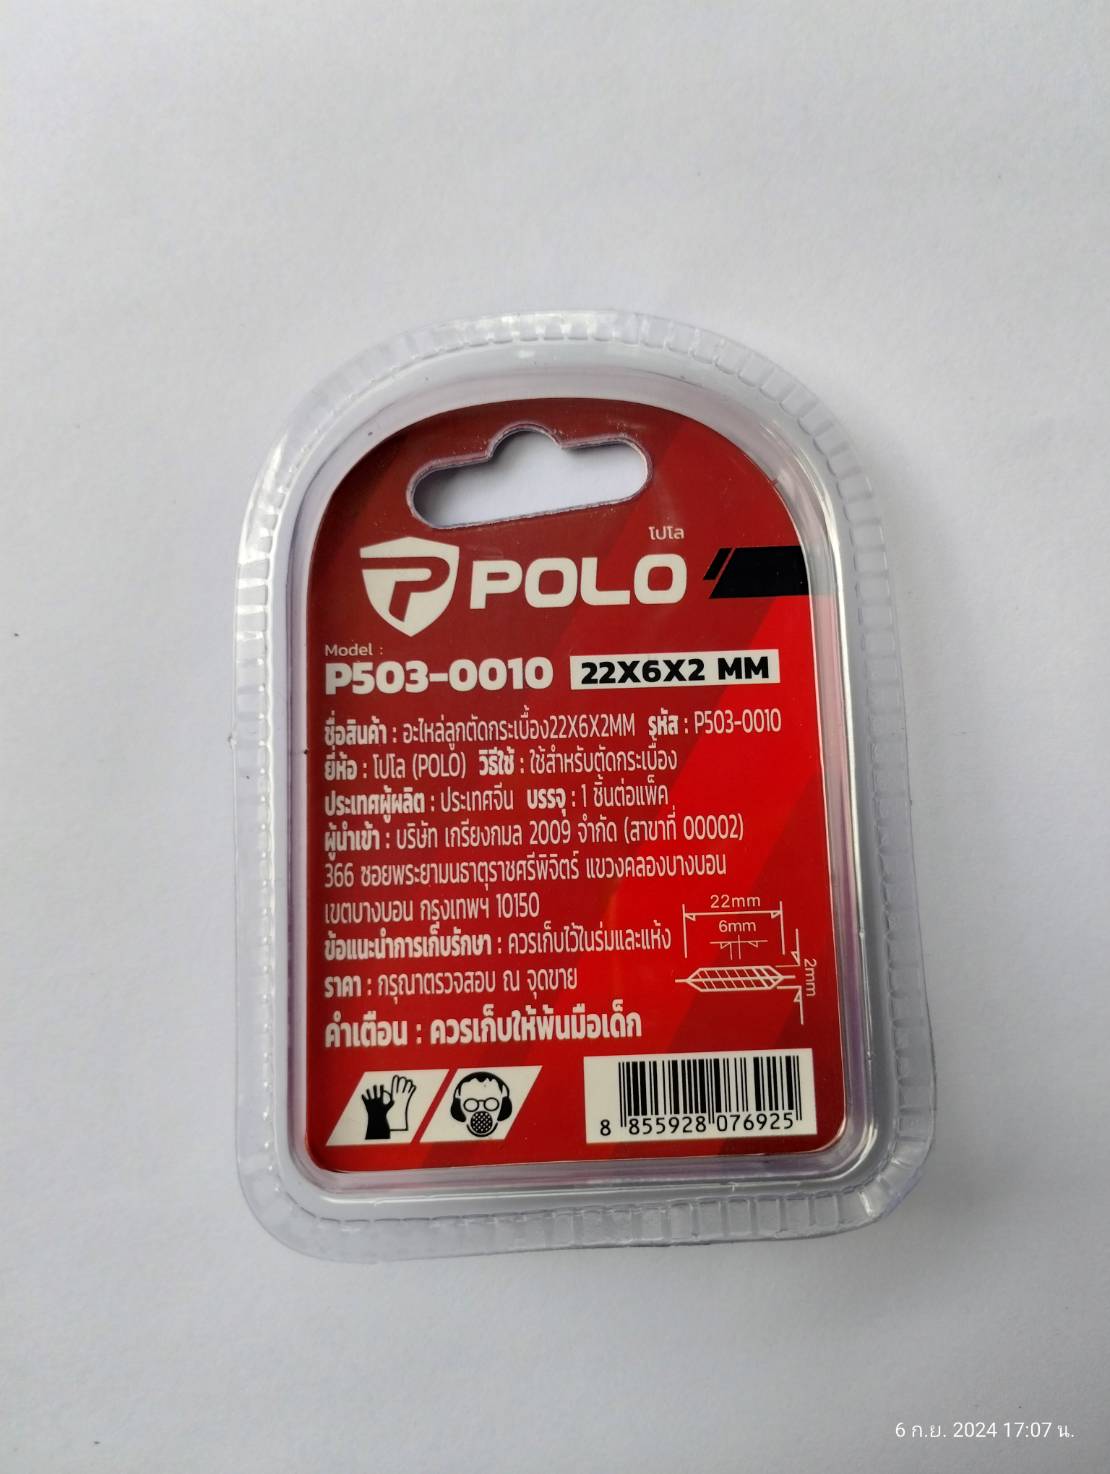 โปโล
POLO
Model :
P503-0010 22X6X2 MM
ชื่อสินค้า : อะไหล่ลูกตัดกระเบื้อง22X6X2MM รหัส : P503-0010
ยี่ห้อ : โปโล (POLO) วิธีใช้ : ใช้สำหรับตัดกระเบื้อง
ประเทศผู้ผลิต : ประเทศจีน บรรจุ : 1 ชิ้นต่อแพ็ค
ผู้นำเข้า : บริษัท เกรียงกมล 2009 จำกัด (สาขาที่ 00002)
366 ซอยพระยามนธาตุราชศรีพิจิตร์ แขวงคลองบางบอน
เขตบางบอน กรุงเทพฯ 10150
ข้อแนะนำการเก็บรักษา : ควรเก็บไว้ในร่มและแห้ง
ราคา : กรุณาตรวจสอบ ณ จุดขาย
คำเตือน : ควรเก็บให้พ้นมือเด็ก
22mm
6mm
2mm
8 855928 076925
6 ก.ย. 2024 17:07 น.